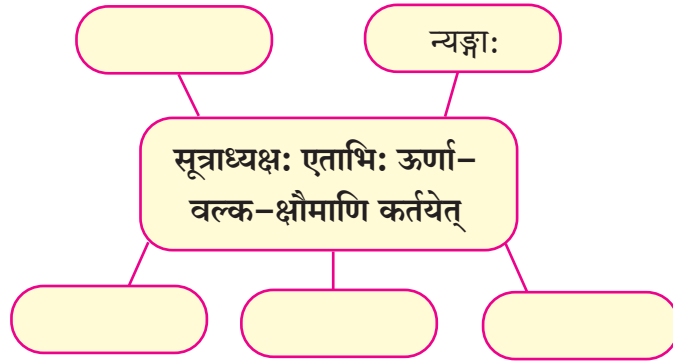 न्यङ्गाः
सूत्राध्यक्षः एताभिः ऊर्णा–
वल्क–क्षौमाणि कर्तयेत्